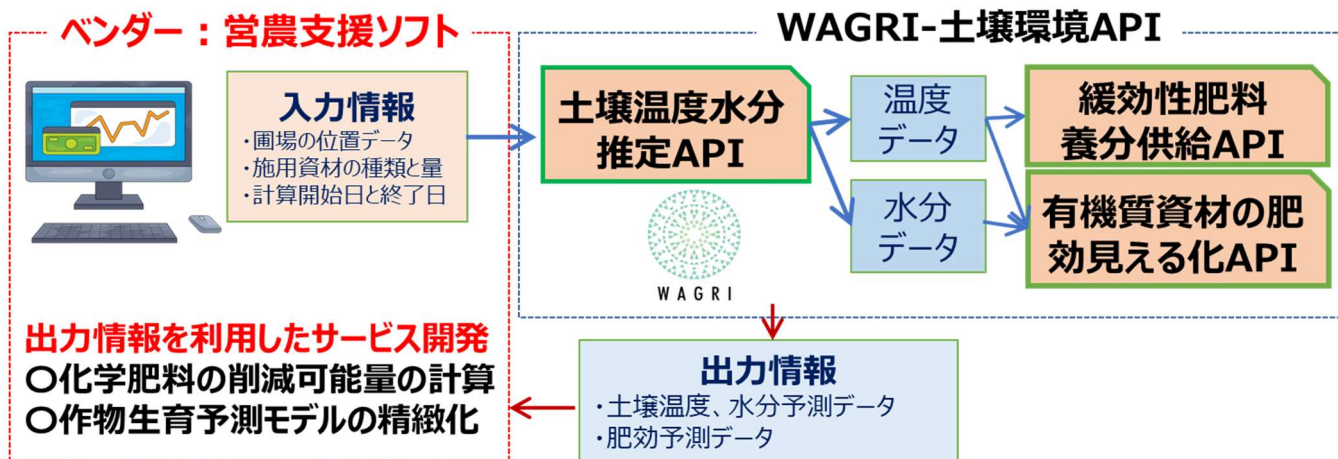 ベンダー：営農支援ソフト
入力情報
・圃場の位置データ
・施用資材の種類と量
・計算開始日と終了日
WAGRI-土壌環境API
土壌温度水分
推定API
温度
データ
水分
データ
緩効性肥料
養分供給API
有機質資材の肥
効見える化API
WAGRI
出力情報
・土壌温度、水分予測データ
・肥効予測データ
出力情報を利用したサービス開発
〇化学肥料の削減可能量の計算
〇作物生育予測モデルの精緻化